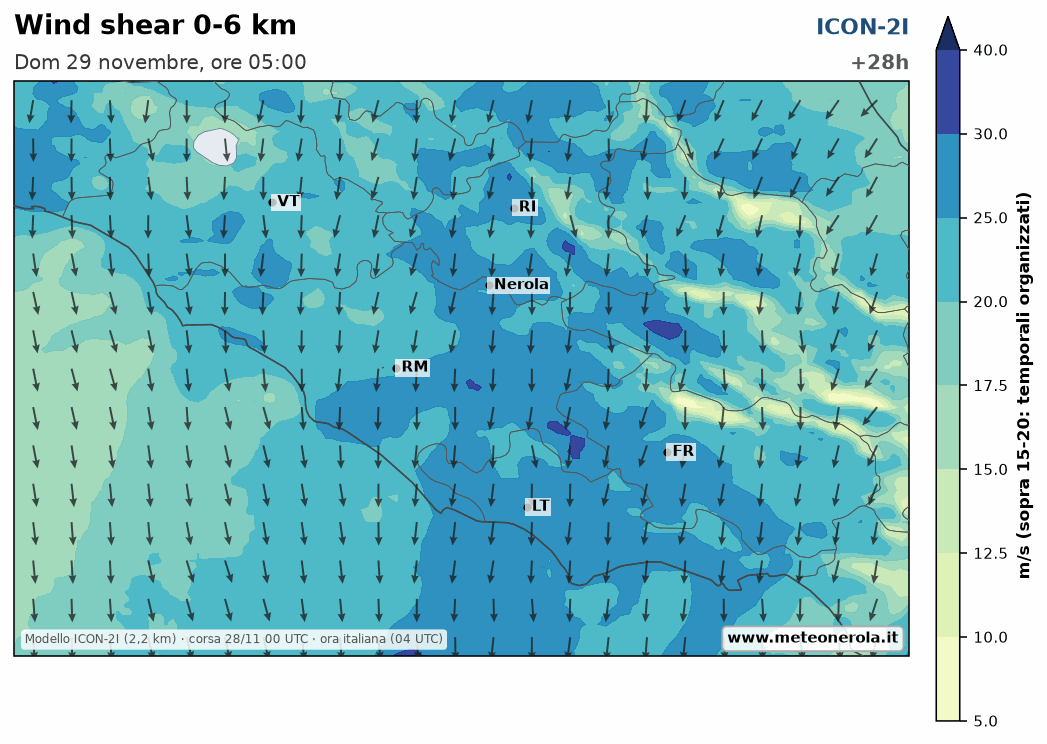 Wind shear 0-6 km
ICON-2I
Dom 29 novembre, ore 05:00
+28h
VT
RI
Nerola
RM
FR
LT
Modello ICON-2I (2,2 km) · corsa 28/11 00 UTC · ora italiana (04 UTC)
www.meteonerola.it
40.0
30.0
25.0
20.0
17.5
15.0
12.5
10.0
5.0
m/s (sopra 15-20: temporali organizzati)